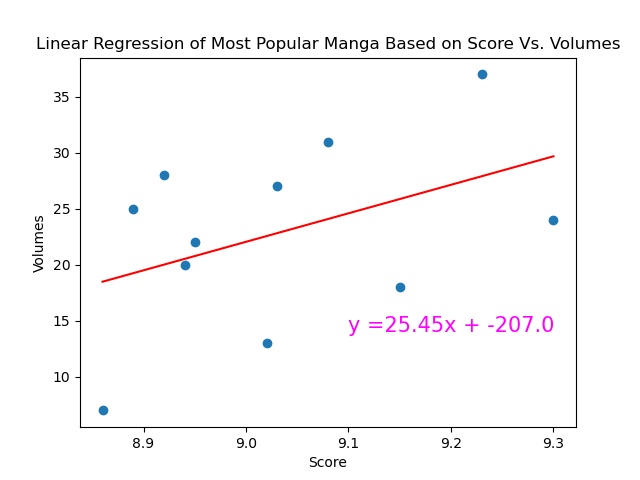 Linear Regression of Most Popular Manga Based on Score Vs. Volumes
35
30
25
20
15
10
Volumes
y =25.45x + -207.0
8.9
9.0
9.1
9.2
9.3
Score